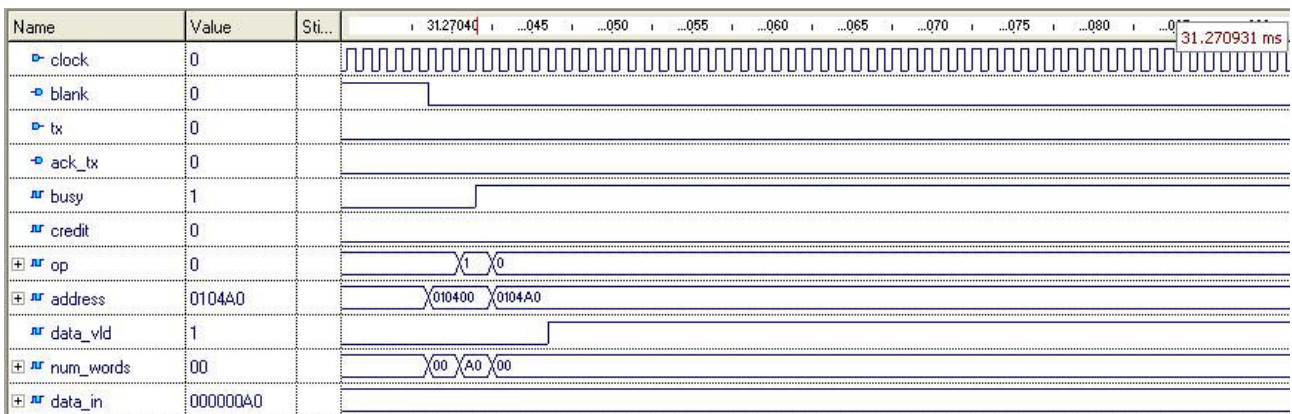 Name Value Sti... 31.27040 ...045 ...050 ...055 ...060 ...065 ...070 ...075 ...080
31.270931 ms
clock 0
blank 0
tx 0
ack_tx 0
busy 1
credit 0
op 0 1 0
address 0104A0 010400 0104A0
data_vld 1
num_words 00 00 A0 00
data_in 000000A0